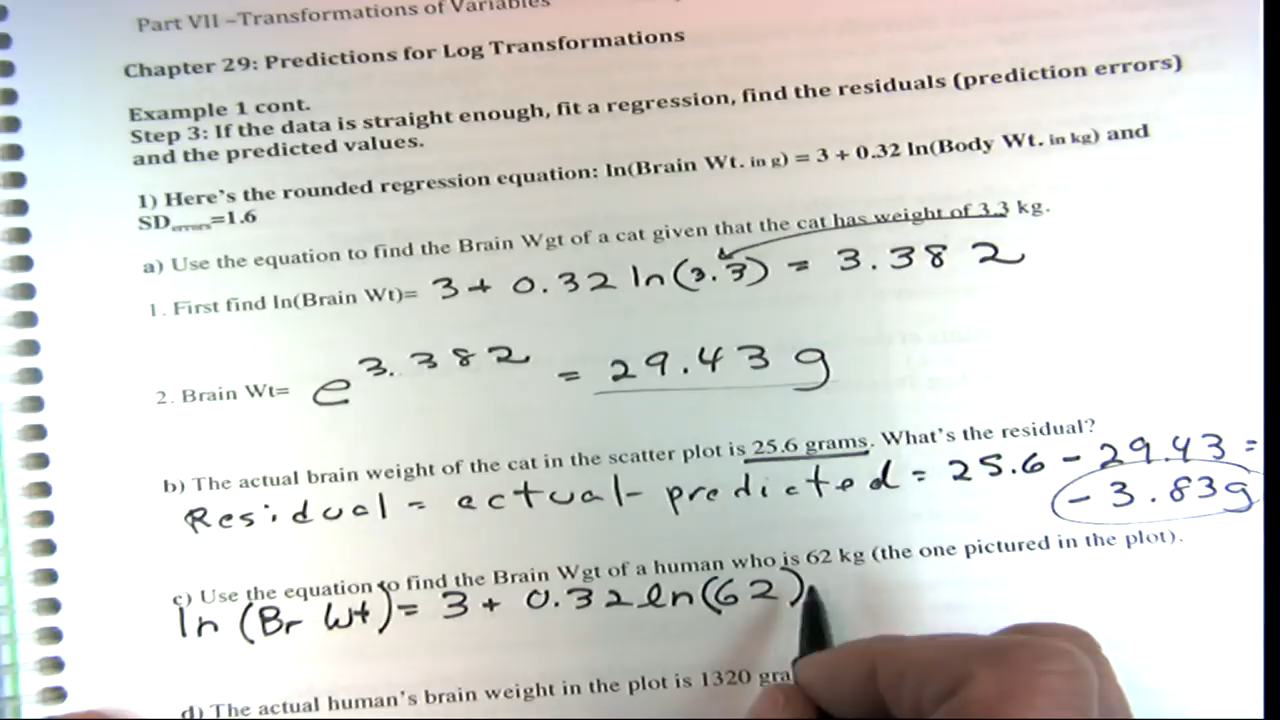 Part VII –Transformations of Variables
Chapter 29: Predictions for Log Transformations
Example 1 cont.
Step 3: If the data is straight enough, fit a regression, find the residuals (prediction errors)
and the predicted values.
1) Here's the rounded regression equation: ln(Brain Wt. in g) = 3 + 0.32 ln(Body Wt. in kg) and
SDerrors=1.6
a) Use the equation to find the Brain Wgt of a cat given that the cat has weight of 3.3 kg.
1. First find ln(Brain Wt)= 3 + 0.32 ln(3.3) = 3.382
2. Brain Wt= e^3.382 = 29.43 g
b) The actual brain weight of the cat in the scatter plot is 25.6 grams. What's the residual?
Residual = actual - predicted = 25.6 - 29.43 =
- 3.83g
c) Use the equation to find the Brain Wgt of a human who is 62 kg (the one pictured in the plot).
ln (Br Wt) = 3 + 0.32 ln(62)
d) The actual human's brain weight in the plot is 1320